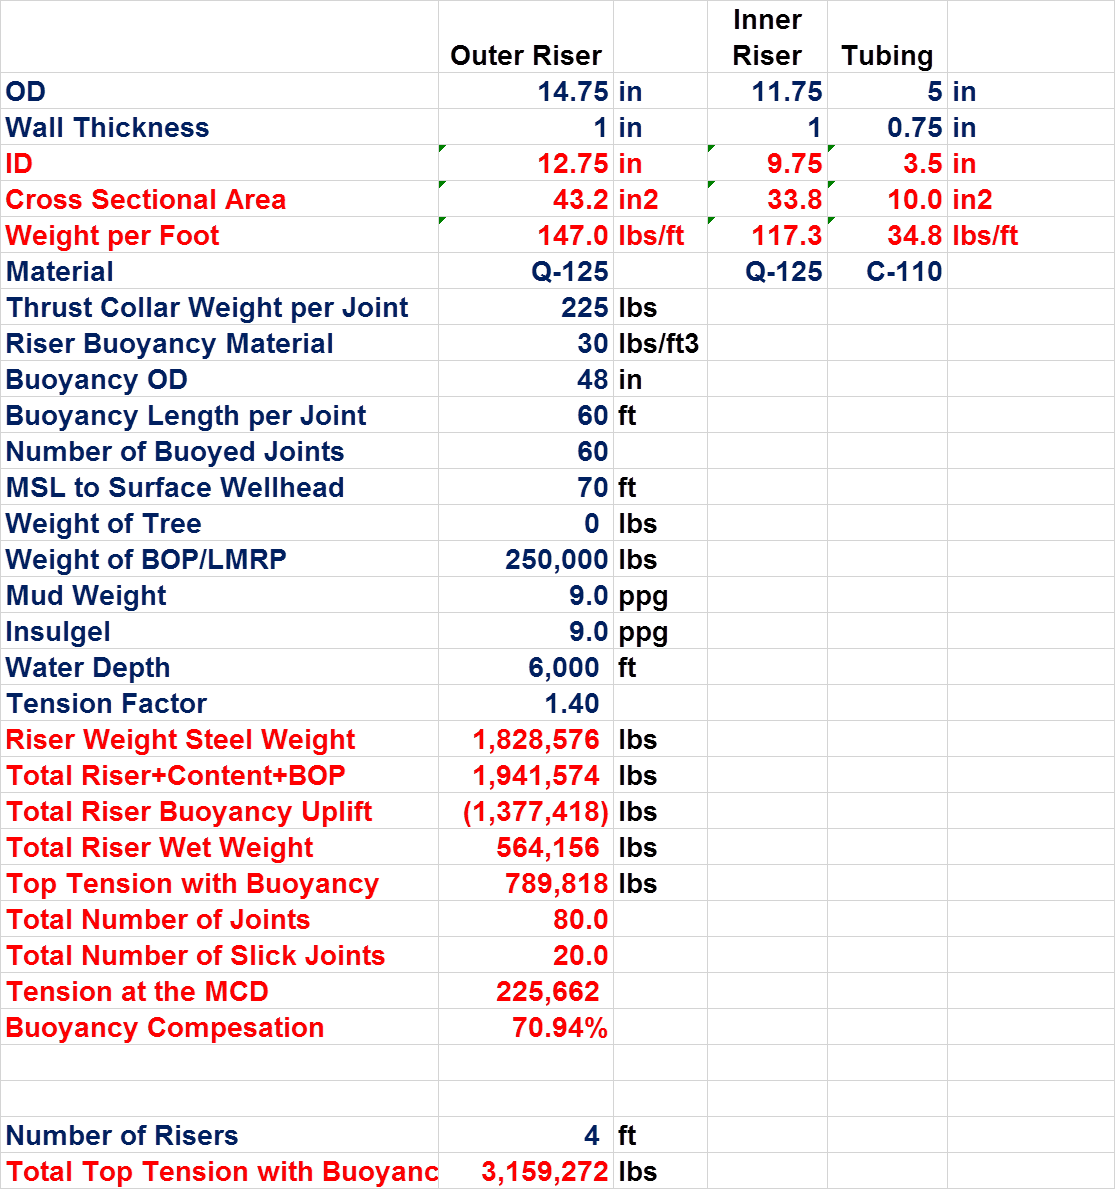 Outer Riser Inner Riser Tubing
OD 14.75 in 11.75 5 in
Wall Thickness 1 in 1 0.75 in
ID 12.75 in 9.75 3.5 in
Cross Sectional Area 43.2 in2 33.8 10.0 in2
Weight per Foot 147.0 lbs/ft 117.3 34.8 lbs/ft
Material Q-125 Q-125 C-110
Thrust Collar Weight per Joint 225 lbs
Riser Buoyancy Material 30 lbs/ft3
Buoyancy OD 48 in
Buoyancy Length per Joint 60 ft
Number of Buoyed Joints 60
MSL to Surface Wellhead 70 ft
Weight of Tree 0 lbs
Weight of BOP/LMRP 250,000 lbs
Mud Weight 9.0 ppg
Insulgel 9.0 ppg
Water Depth 6,000 ft
Tension Factor 1.40
Riser Weight Steel Weight 1,828,576 lbs
Total Riser+Content+BOP 1,941,574 lbs
Total Riser Buoyancy Uplift (1,377,418) lbs
Total Riser Wet Weight 564,156 lbs
Top Tension with Buoyancy 789,818 lbs
Total Number of Joints 80.0
Total Number of Slick Joints 20.0
Tension at the MCD 225,662
Buoyancy Compesation 70.94%
Number of Risers 4 ft
Total Top Tension with Buoyanc 3,159,272 lbs